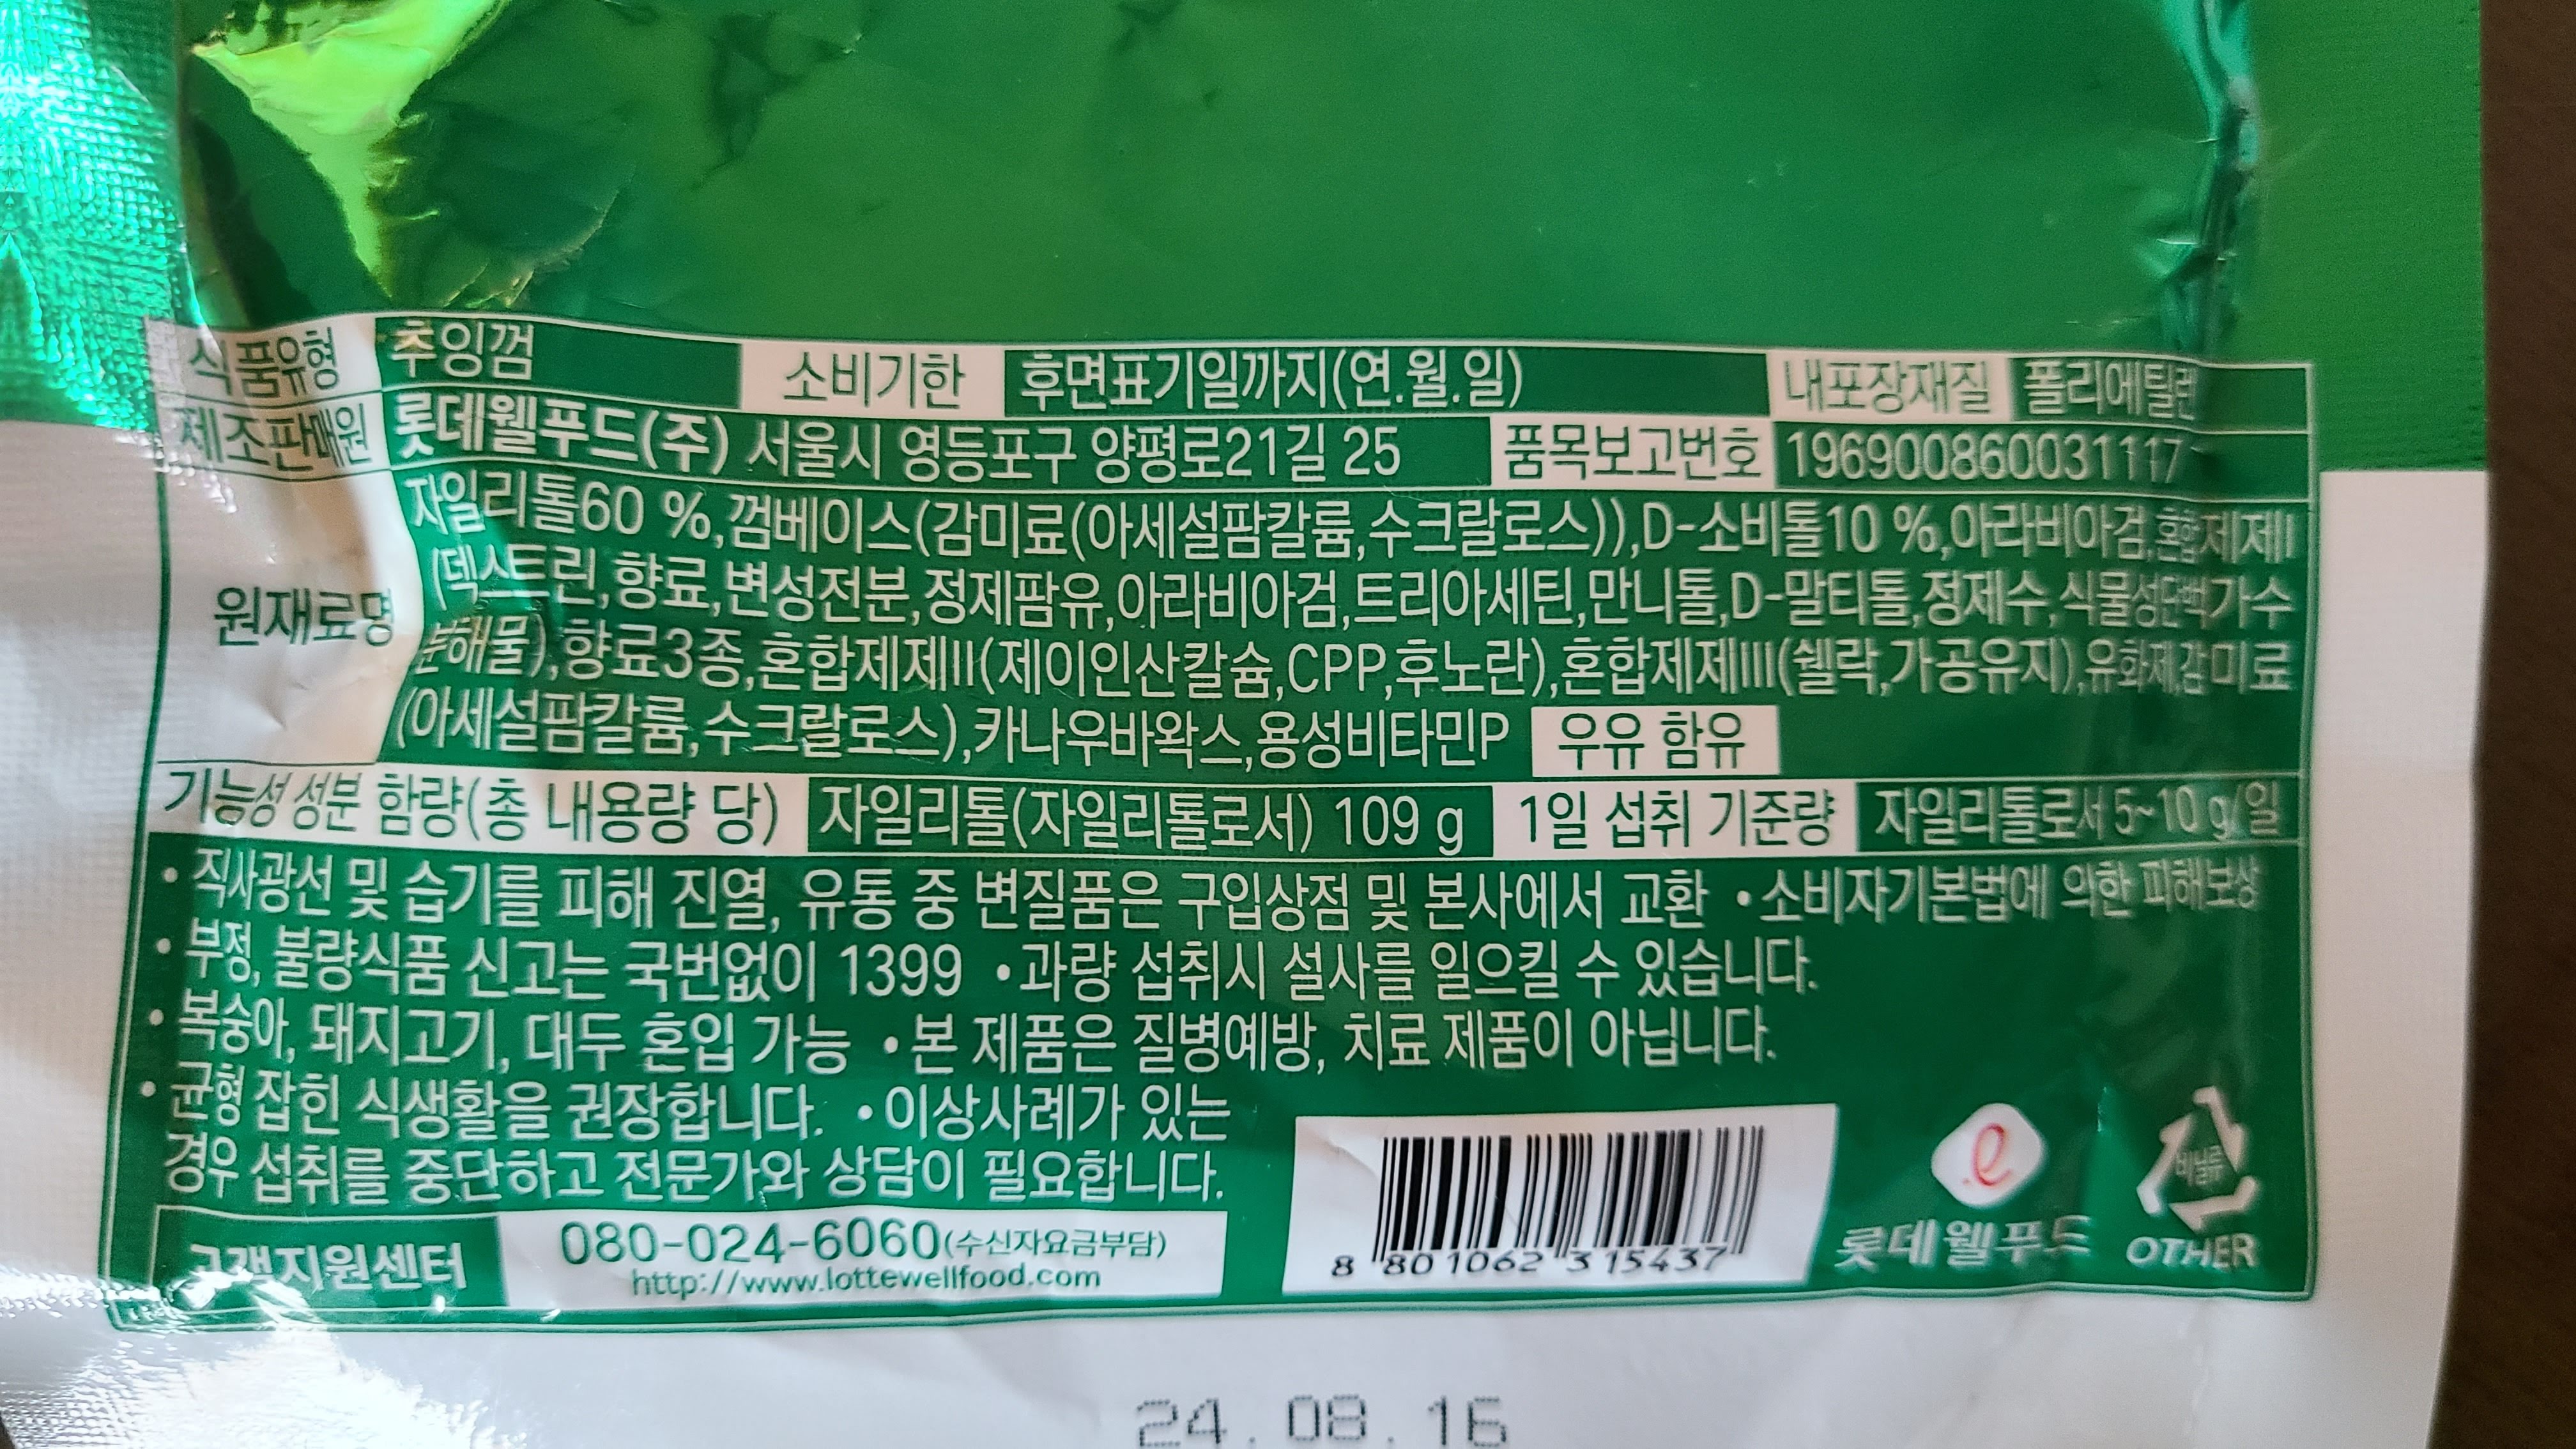 식품유형 추잉껌 소비기한 후면표기일까지(연.월.일) 내포장재질 폴리에틸렌
제조판매원 롯데웰푸드(주) 서울시 영등포구 양평로21길 25 품목보고번호 196900860031117
원재료명 자일리톨60 %,껌베이스(감미료(아세설팜칼륨,수크랄로스)),D-소비톨10 %,아라비아검,혼합제제I
(덱스트린,향료,변성전분,정제팜유,아라비아검,트리아세틴,만니톨,D-말티톨,정제수,식물성단백가수
분해물),향료3종,혼합제제II(제이인산칼슘,CPP,후노란),혼합제제III(쉘락,가공유지),유화제,감미료
(아세설팜칼륨,수크랄로스),카나우바왁스,용성비타민P 우유 함유
기능성 성분 함량(총 내용량 당) 자일리톨(자일리톨로서) 109 g 1일 섭취 기준량 자일리톨로서 5~10 g/일
• 직사광선 및 습기를 피해 진열, 유통 중 변질품은 구입상점 및 본사에서 교환 • 소비자기본법에 의한 피해보상
• 부정, 불량식품 신고는 국번없이 1399 • 과량 섭취시 설사를 일으킬 수 있습니다.
• 복숭아, 돼지고기, 대두 혼입 가능 • 본 제품은 질병예방, 치료 제품이 아닙니다.
• 균형 잡힌 식생활을 권장합니다. • 이상사례가 있는
경우 섭취를 중단하고 전문가와 상담이 필요합니다.
고객지원센터 080-024-6060(수신자요금부담)
http://www.lottewellfood.com
8 801062 315437
롯데웰푸드
비닐류
OTHER
24.08.16